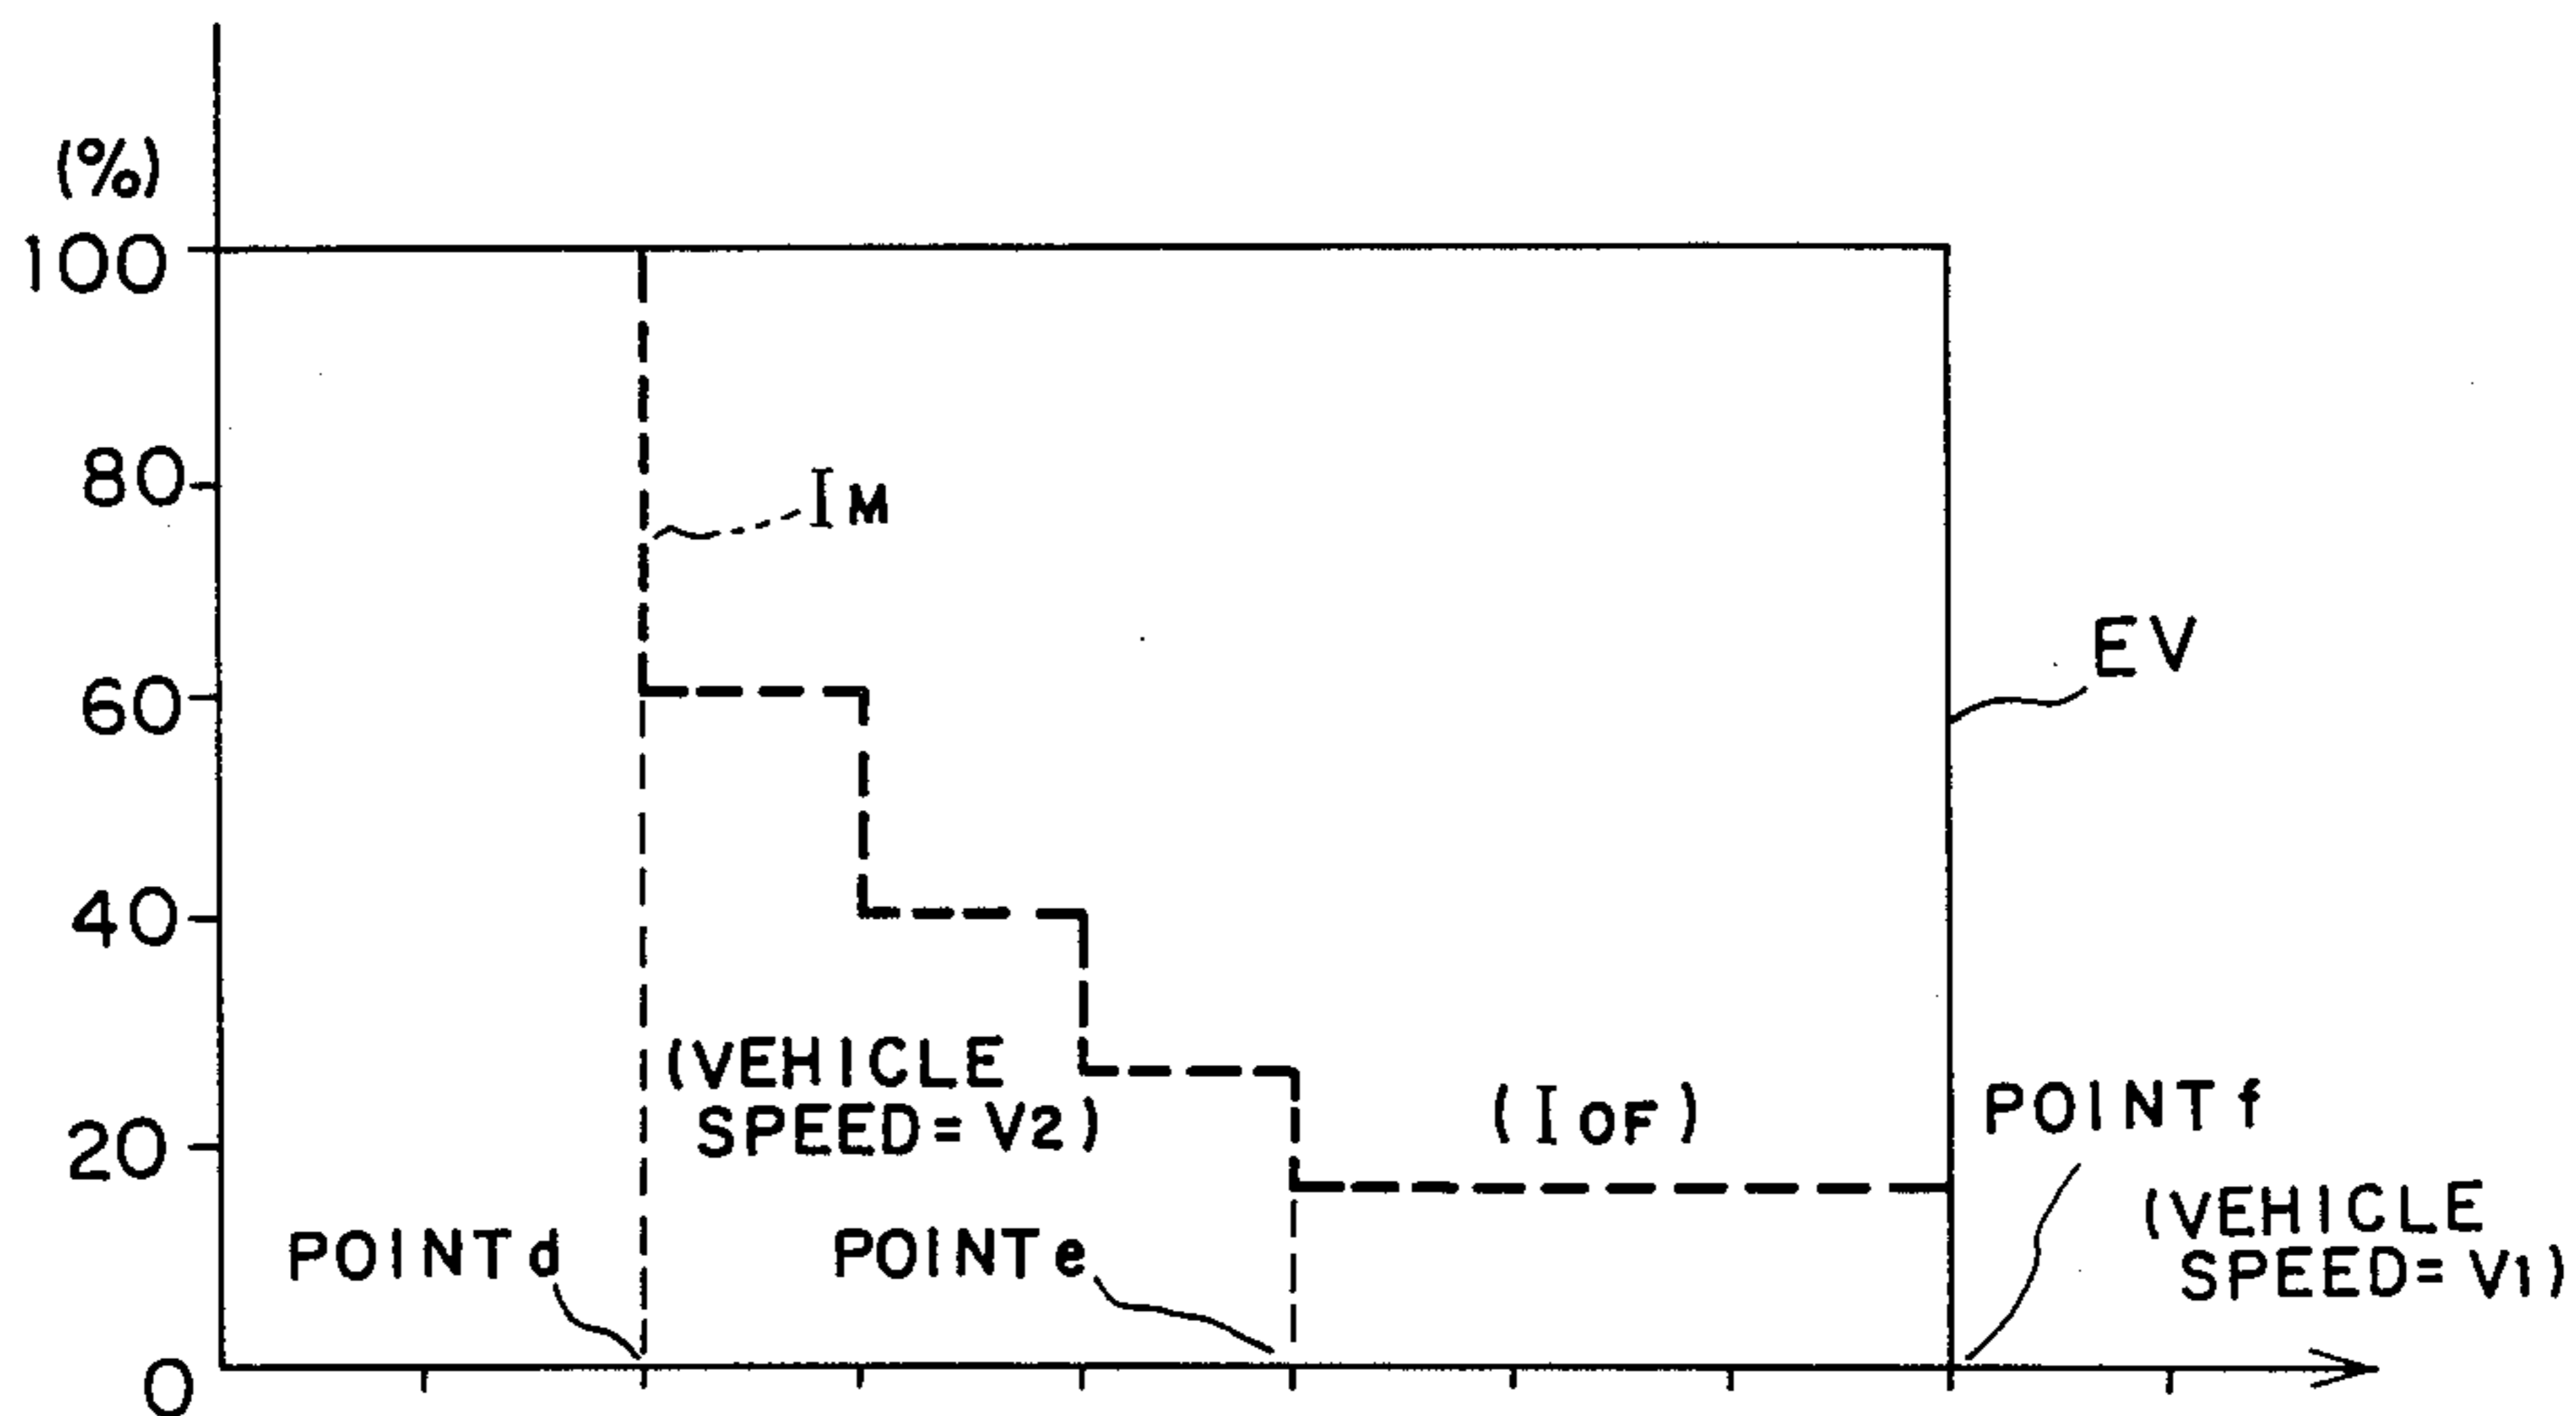 (%)
100
80
IM
60
EV
40
(VEHICLE
SPEED= V2)
20
(IOF)
POINT f
(VEHICLE
SPEED= V1)
POINT d
POINT e
0